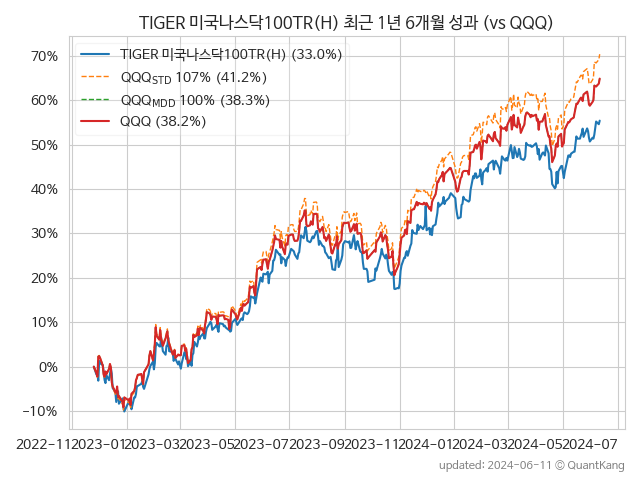 TIGER 미국나스닥100TR(H) 최근 1년 6개월 성과 (vs QQQ)
TIGER 미국나스닥100TR(H) (33.0%)
QQQSTD 107% (41.2%)
QQQMDD 100% (38.3%)
QQQ (38.2%)
70%
60%
50%
40%
30%
20%
10%
0%
−10%
2022-11 2023-01 2023-03 2023-05 2023-07 2023-09 2023-11 2024-01 2024-03 2024-05 2024-07
updated: 2024-06-11 © QuantKang